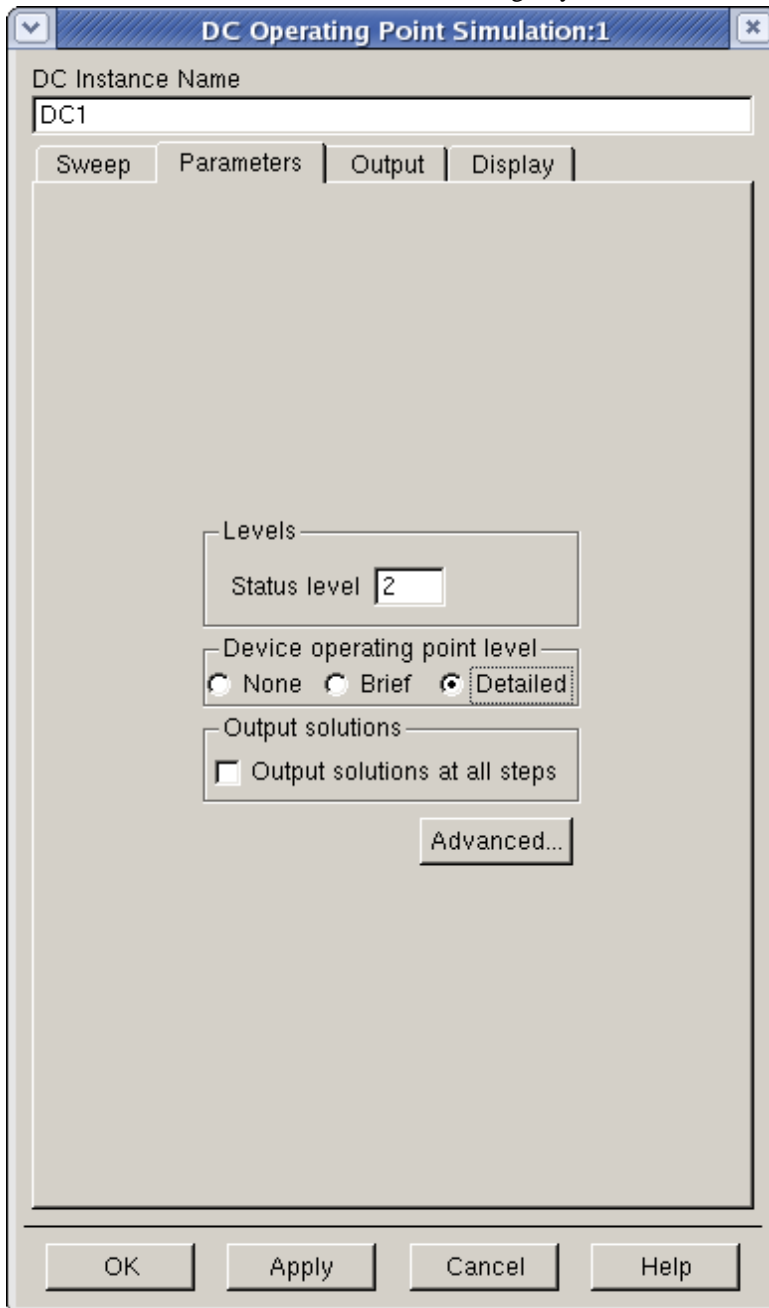 DC Operating Point Simulation:1
DC Instance Name
DC1
Sweep Parameters Output Display
Levels
Status level 2
Device operating point level
None Brief Detailed
Output solutions
Output solutions at all steps
Advanced...
OK Apply Cancel Help